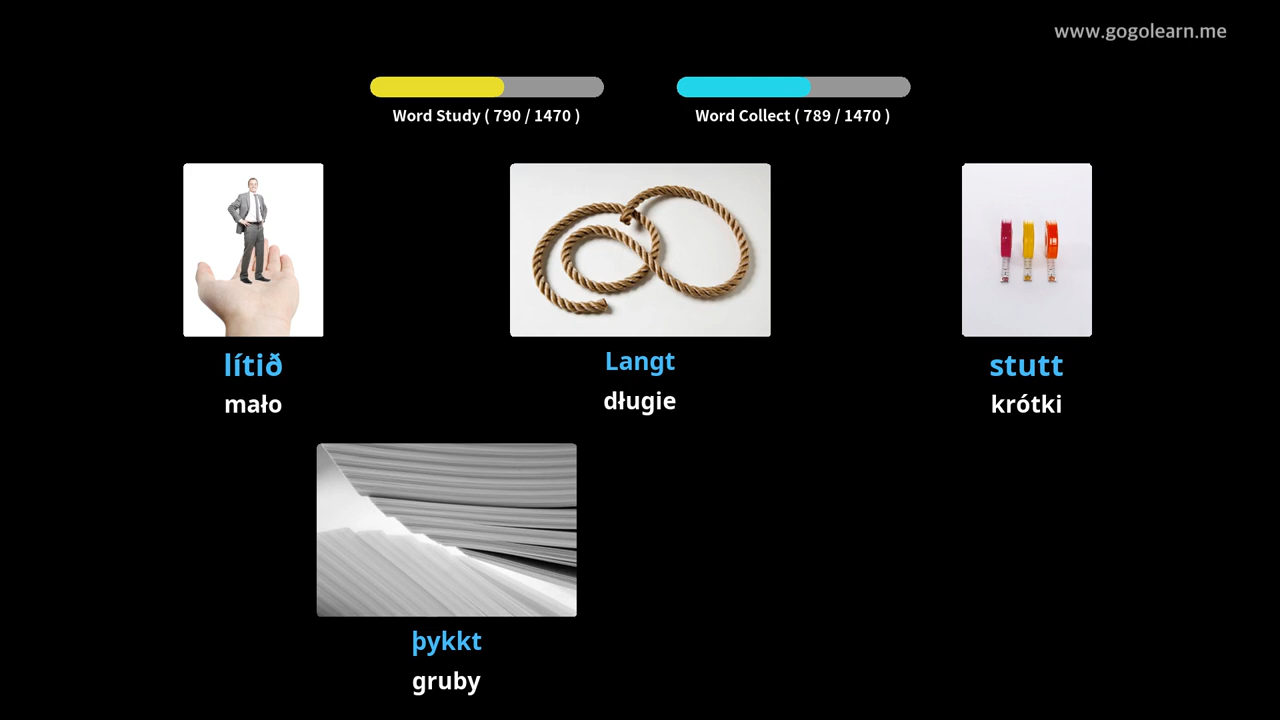 www.gogolearn.me
Word Study ( 790 / 1470 )
Word Collect ( 789 / 1470 )
lítið
mało
Langt
długie
stutt
krótki
þykkt
gruby